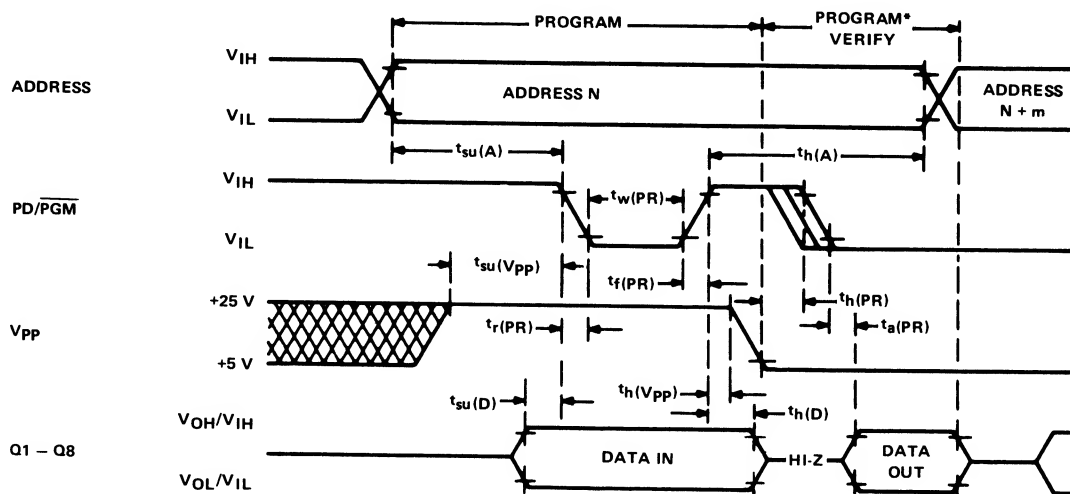 PROGRAM
PROGRAM*
VERIFY
ADDRESS
VIH
VIL
ADDRESS N
ADDRESS
N + m
tsu(A)
th(A)
PD/PGM
VIH
VIL
tw(PR)
tsu(VPP)
tf(PR)
th(PR)
VPP
+25 V
+5 V
tr(PR)
ta(PR)
tsu(D)
th(VPP)
th(D)
Q1 – Q8
VOH/VIH
VOL/VIL
DATA IN
HI-Z
DATA
OUT